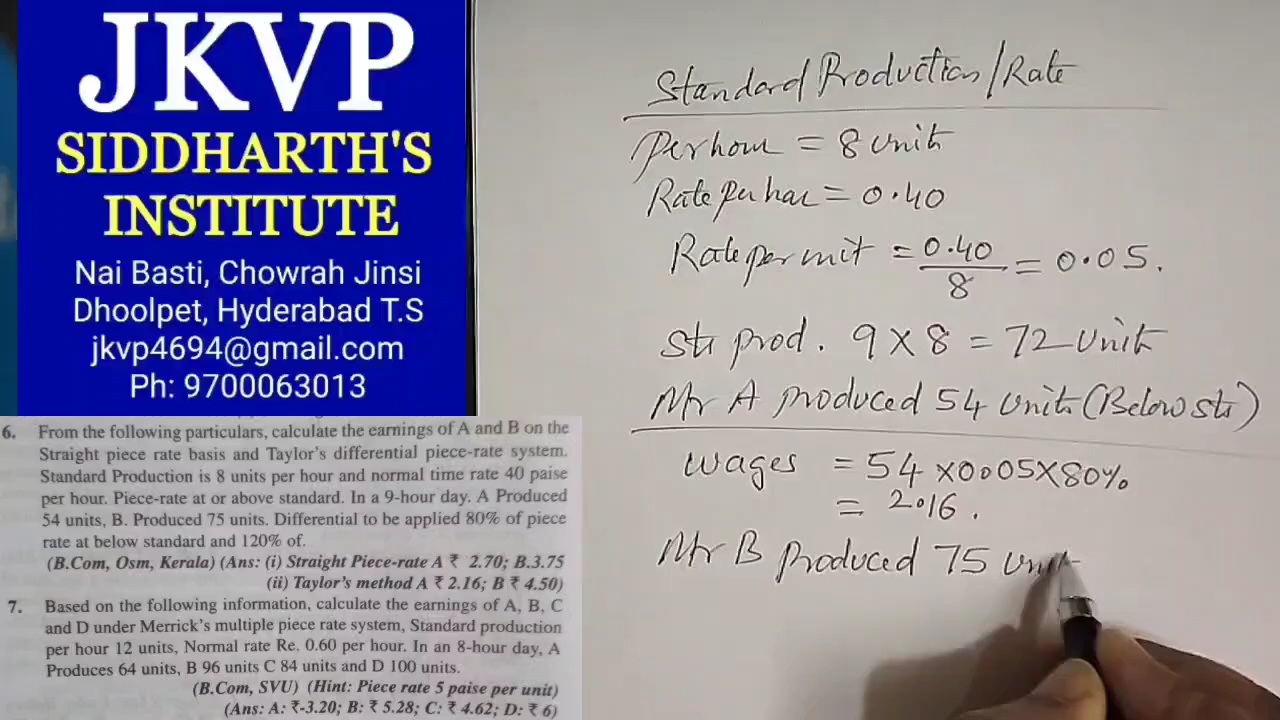 JKVP
SIDDHARTH'S
INSTITUTE
Nai Basti, Chowrah Jinsi
Dhoolpet, Hyderabad T.S
jkvp4694@gmail.com
Ph: 9700063013
6. From the following particulars, calculate the earnings of A and B on the
Straight piece rate basis and Taylor's differential piece-rate system.
Standard Production is 8 units per hour and normal time rate 40 paise
per hour. Piece-rate at or above standard. In a 9-hour day. A Produced
54 units, B. Produced 75 units. Differential to be applied 80% of piece
rate at below standard and 120% of.
(B.Com, Osm, Kerala) (Ans: (i) Straight Piece-rate A ₹ 2.70; B.3.75
(ii) Taylor's method A ₹ 2.16; B ₹ 4.50)
7. Based on the following information, calculate the earnings of A, B, C
and D under Merrick's multiple piece rate system, Standard production
per hour 12 units, Normal rate Re. 0.60 per hour. In an 8-hour day, A
Produces 64 units, B 96 units C 84 units and D 100 units.
(B.Com, SVU) (Hint: Piece rate 5 paise per unit)
(Ans: A: ₹-3.20; B: ₹ 5.28; C: ₹ 4.62; D: ₹ 6)
Standard Production/Rate
Per hour = 8 Unit
Rate per hour = 0.40
Rate per unit = 0.40/8 = 0.05.
Str prod. 9 X 8 = 72 Unit
Mr A produced 54 Units (Below str)
wages = 54 x 0.05 x 80%
= 2.16.
Mr B produced 75 Unit